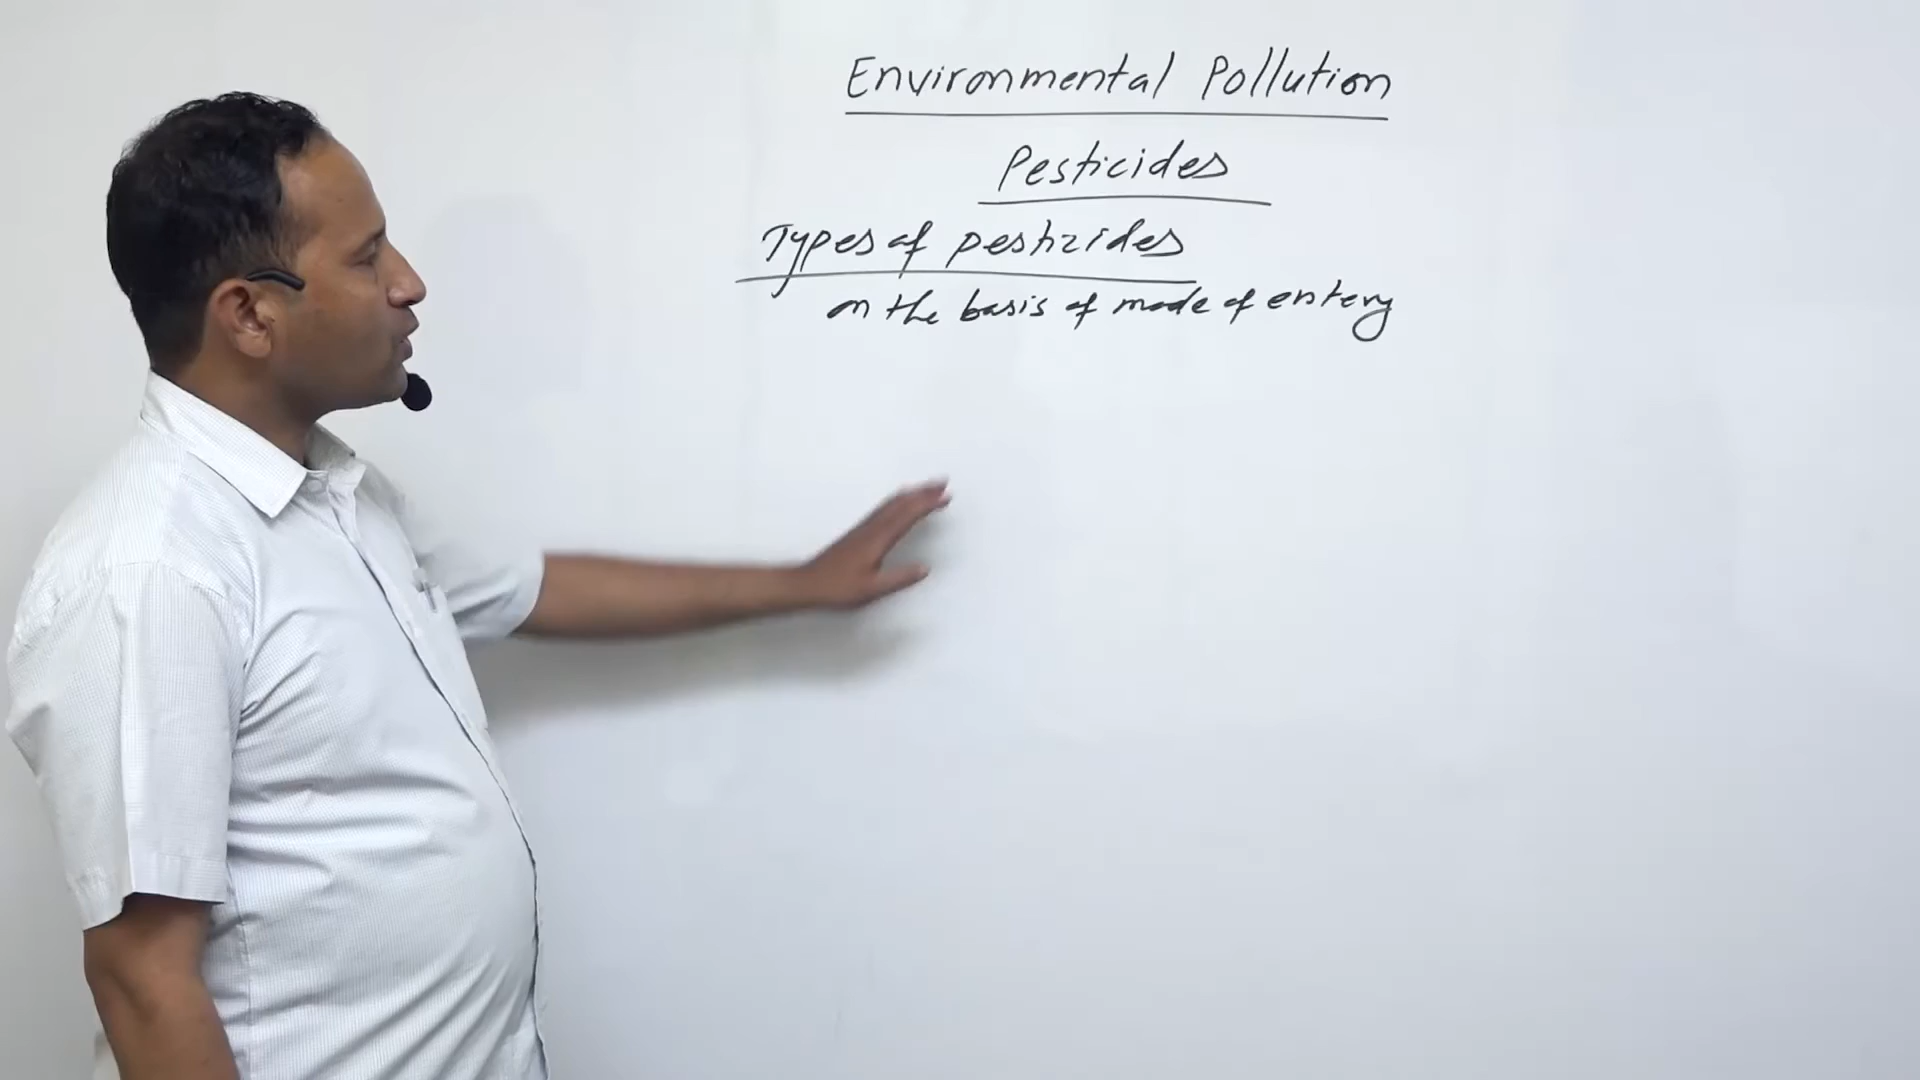 Environmental Pollution
Pesticides
Types of pesticides
on the basis of mode of entery